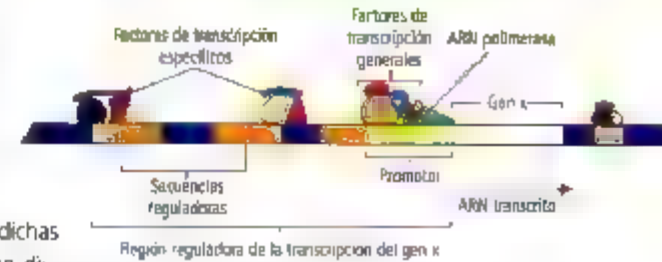 Factores de transcripción
específicos
Factores de
transcripción
generales
ARN polimerasa
Gen x
Secuencias
reguladoras
Promotor
ARN transcrito
Región reguladora de la transcripción del gen x
dichas